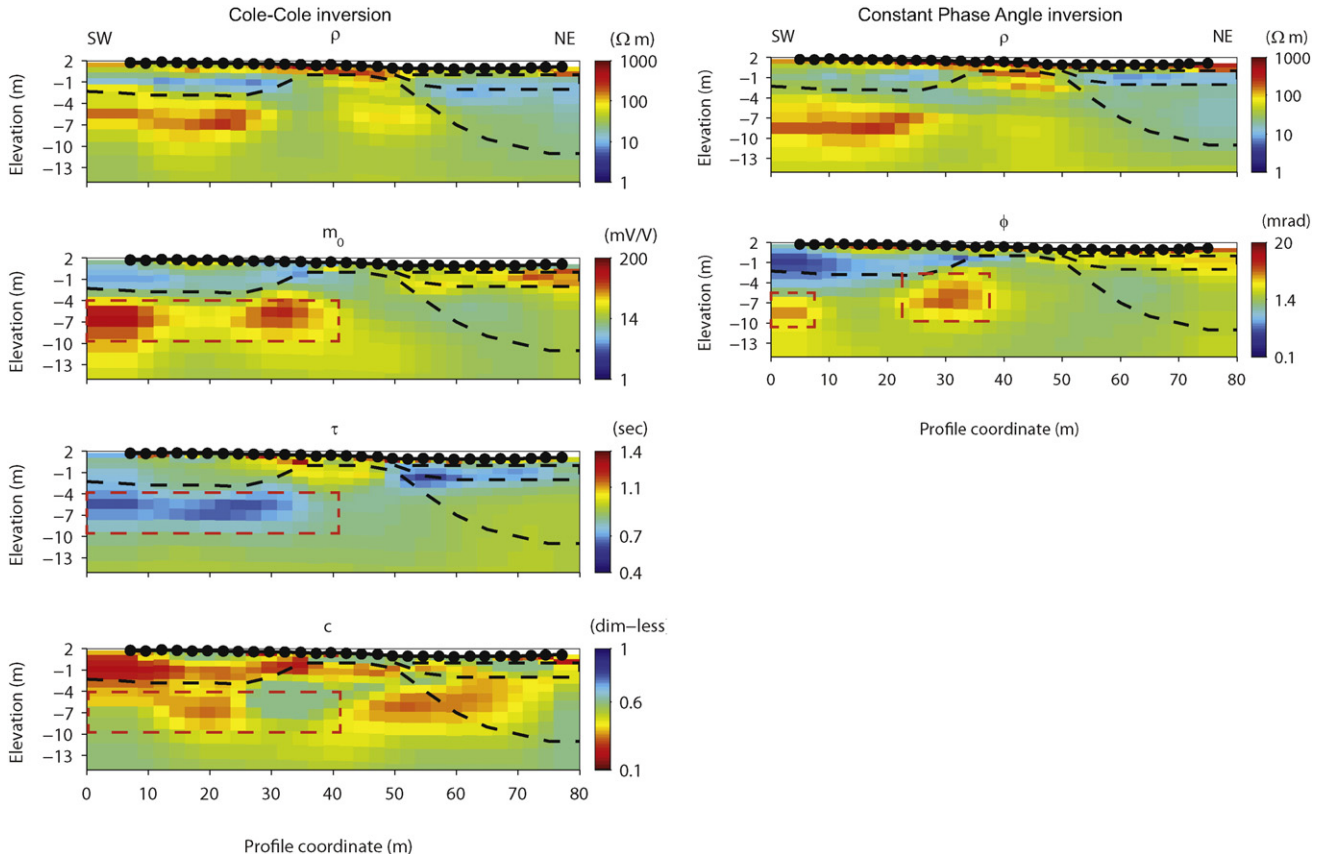 Cole-Cole inversion
SW ρ NE (Ω m)
Elevation (m)
2
−1
−4
−7
−10
−13
1000
100
10
1
m0
(mV/V)
Elevation (m)
2
−1
−4
−7
−10
−13
200
14
1
τ
(sec)
Elevation (m)
2
−1
−4
−7
−10
−13
1.4
1.1
0.7
0.4
c
(dim−less)
Elevation (m)
2
−1
−4
−7
−10
−13
1
0.6
0.1
0 10 20 30 40 50 60 70 80
Profile coordinate (m)
Constant Phase Angle inversion
SW ρ NE (Ω m)
Elevation (m)
2
−1
−4
−7
−10
−13
1000
100
10
1
ϕ
(mrad)
Elevation (m)
2
−1
−4
−7
−10
−13
20
1.4
0.1
0 10 20 30 40 50 60 70 80
Profile coordinate (m)